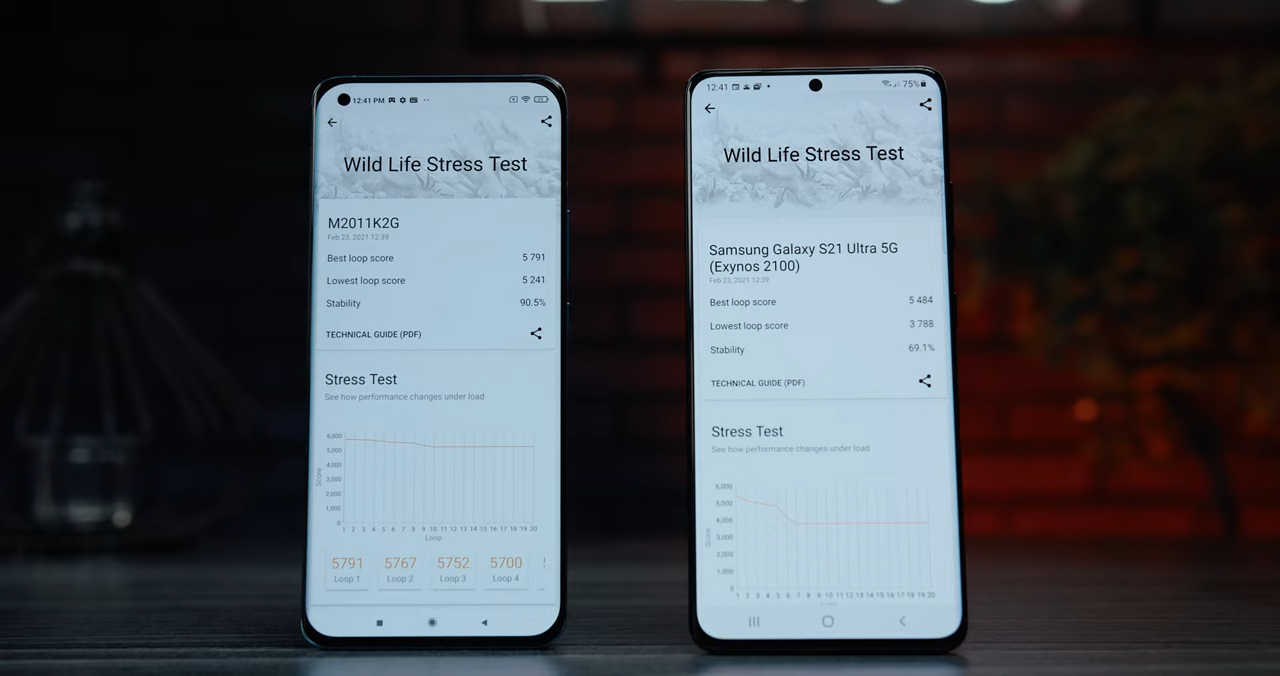 12:41 PM
Wild Life Stress Test
M2011K2G
Feb 23, 2021 12:39
Best loop score 5 791
Lowest loop score 5 241
Stability 90.5%
TECHNICAL GUIDE (PDF)
Stress Test
See how performance changes under load
6,000
5,000
4,000
3,000
2,000
1,000
0
Score
1 2 3 4 5 6 7 8 9 10 11 12 13 14 15 16 17 18 19 20
Loop
5791 5767 5752 5700
Loop 1 Loop 2 Loop 3 Loop 4
12:41 75%
Wild Life Stress Test
Samsung Galaxy S21 Ultra 5G
(Exynos 2100)
Feb 23, 2021 12:39
Best loop score 5 484
Lowest loop score 3 788
Stability 69.1%
TECHNICAL GUIDE (PDF)
Stress Test
See how performance changes under load
6,000
5,000
4,000
3,000
2,000
1,000
0
Score
1 2 3 4 5 6 7 8 9 10 11 12 13 14 15 16 17 18 19 20